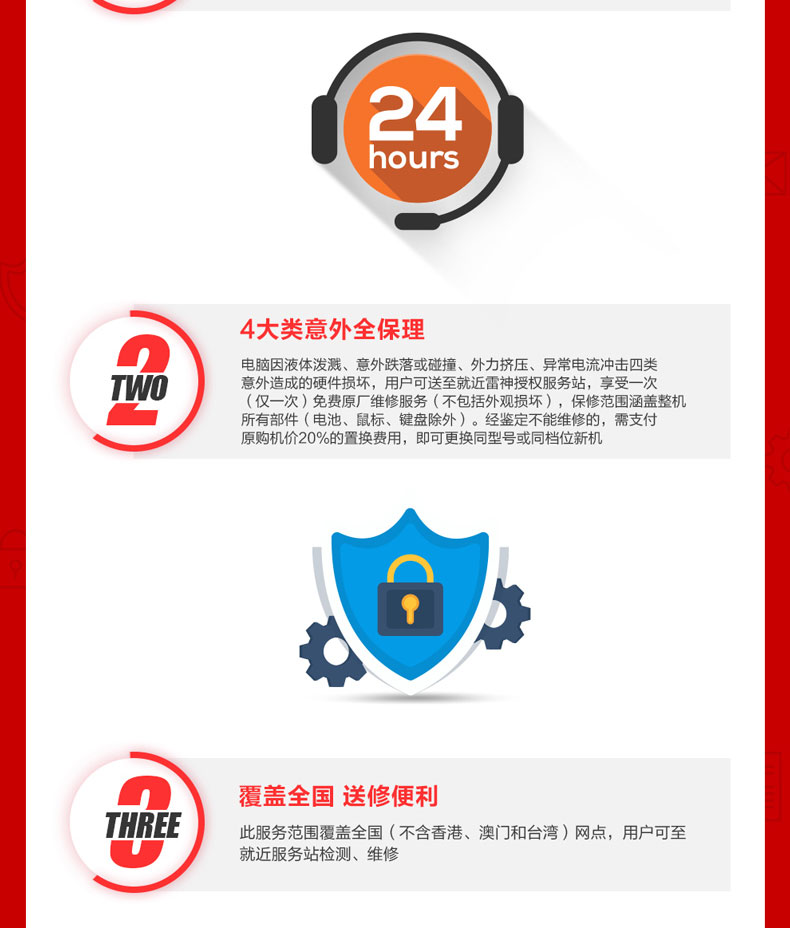 24
hours
2
TWO
4大类意外全保理
电脑因液体泼溅、意外跌落或碰撞、外力挤压、异常电流冲击四类
意外造成的硬件损坏，用户可送至就近雷神授权服务站，享受一次
（仅一次）免费原厂维修服务（不包括外观损坏），保修范围涵盖整机
所有部件（电池、鼠标、键盘除外）。经鉴定不能维修的，需支付
原购机价20%的置换费用，即可更换同型号或同档位新机
3
THREE
覆盖全国 送修便利
此服务范围覆盖全国（不含香港、澳门和台湾）网点，用户可至
就近服务站检测、维修